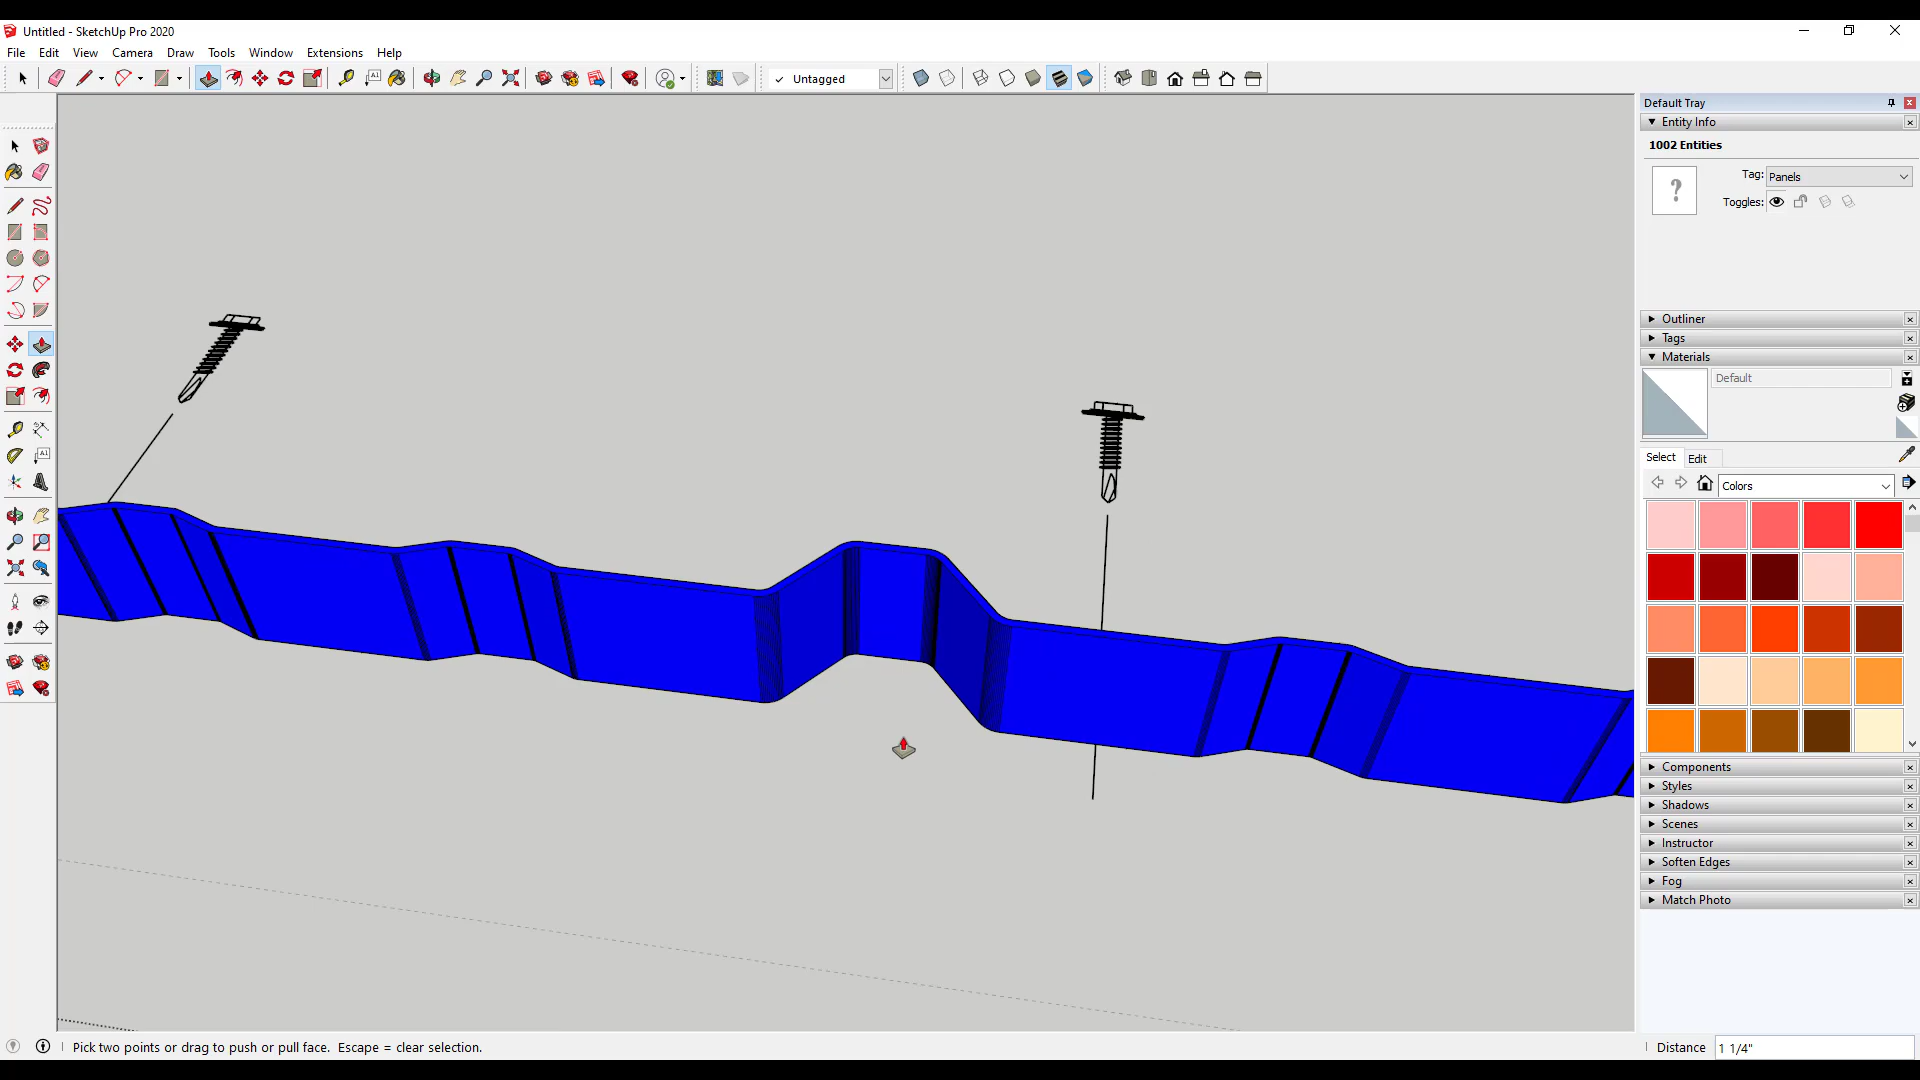 Untitled - SketchUp Pro 2020
File Edit View Camera Draw Tools Window Extensions Help
A1
Untagged
Default Tray
Entity Info
1002 Entities
?
Tag: Panels
Toggles:
Outliner
Tags
Materials
Default
Select Edit
Colors
Components
Styles
Shadows
Scenes
Instructor
Soften Edges
Fog
Match Photo
A1
Pick two points or drag to push or pull face. Escape = clear selection.
Distance 1 1/4"